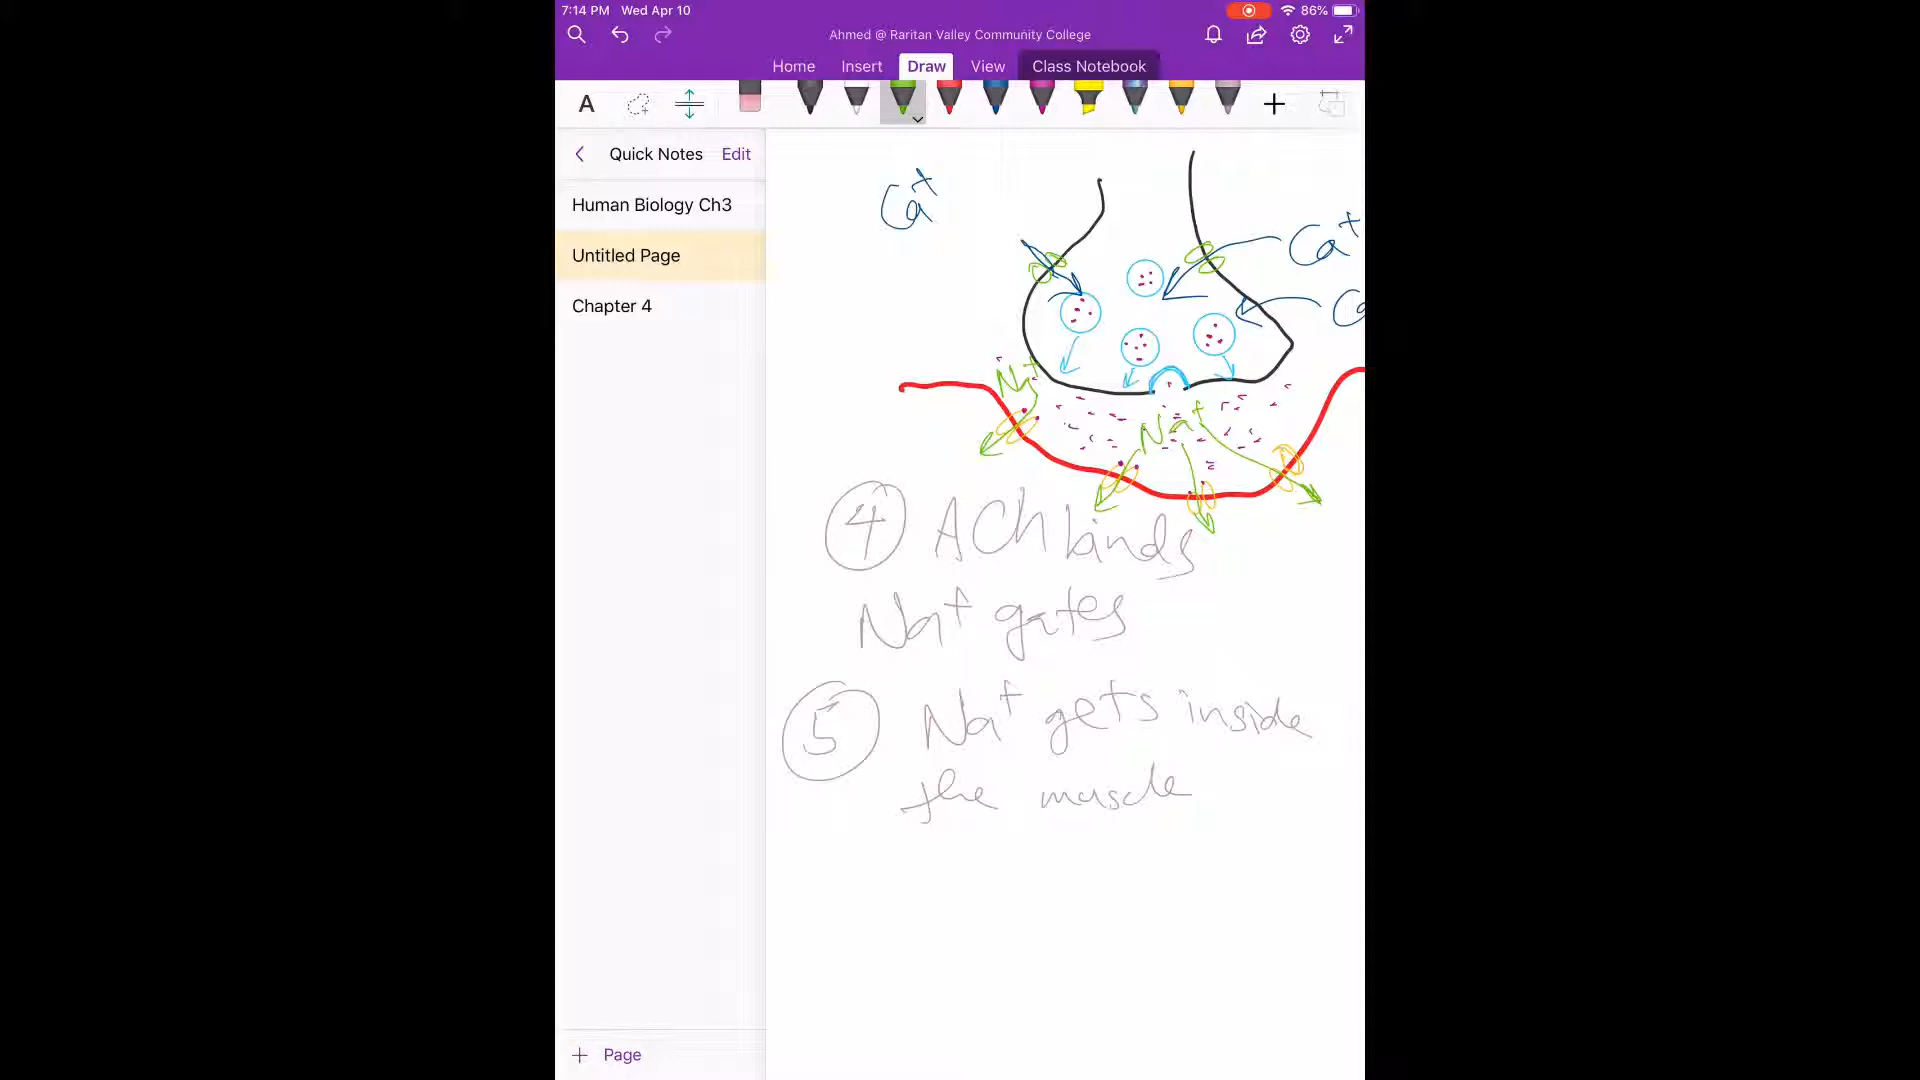 7:14 PM Wed Apr 10
86%
Ahmed @ Raritan Valley Community College
Home Insert Draw View Class Notebook
A
Quick Notes Edit
Human Biology Ch3
Untitled Page
Chapter 4
Ca+
Ca+
Na+
Na+
4 ACh binds
Na+ gates
5 Na+ gets inside
the muscle
+ Page